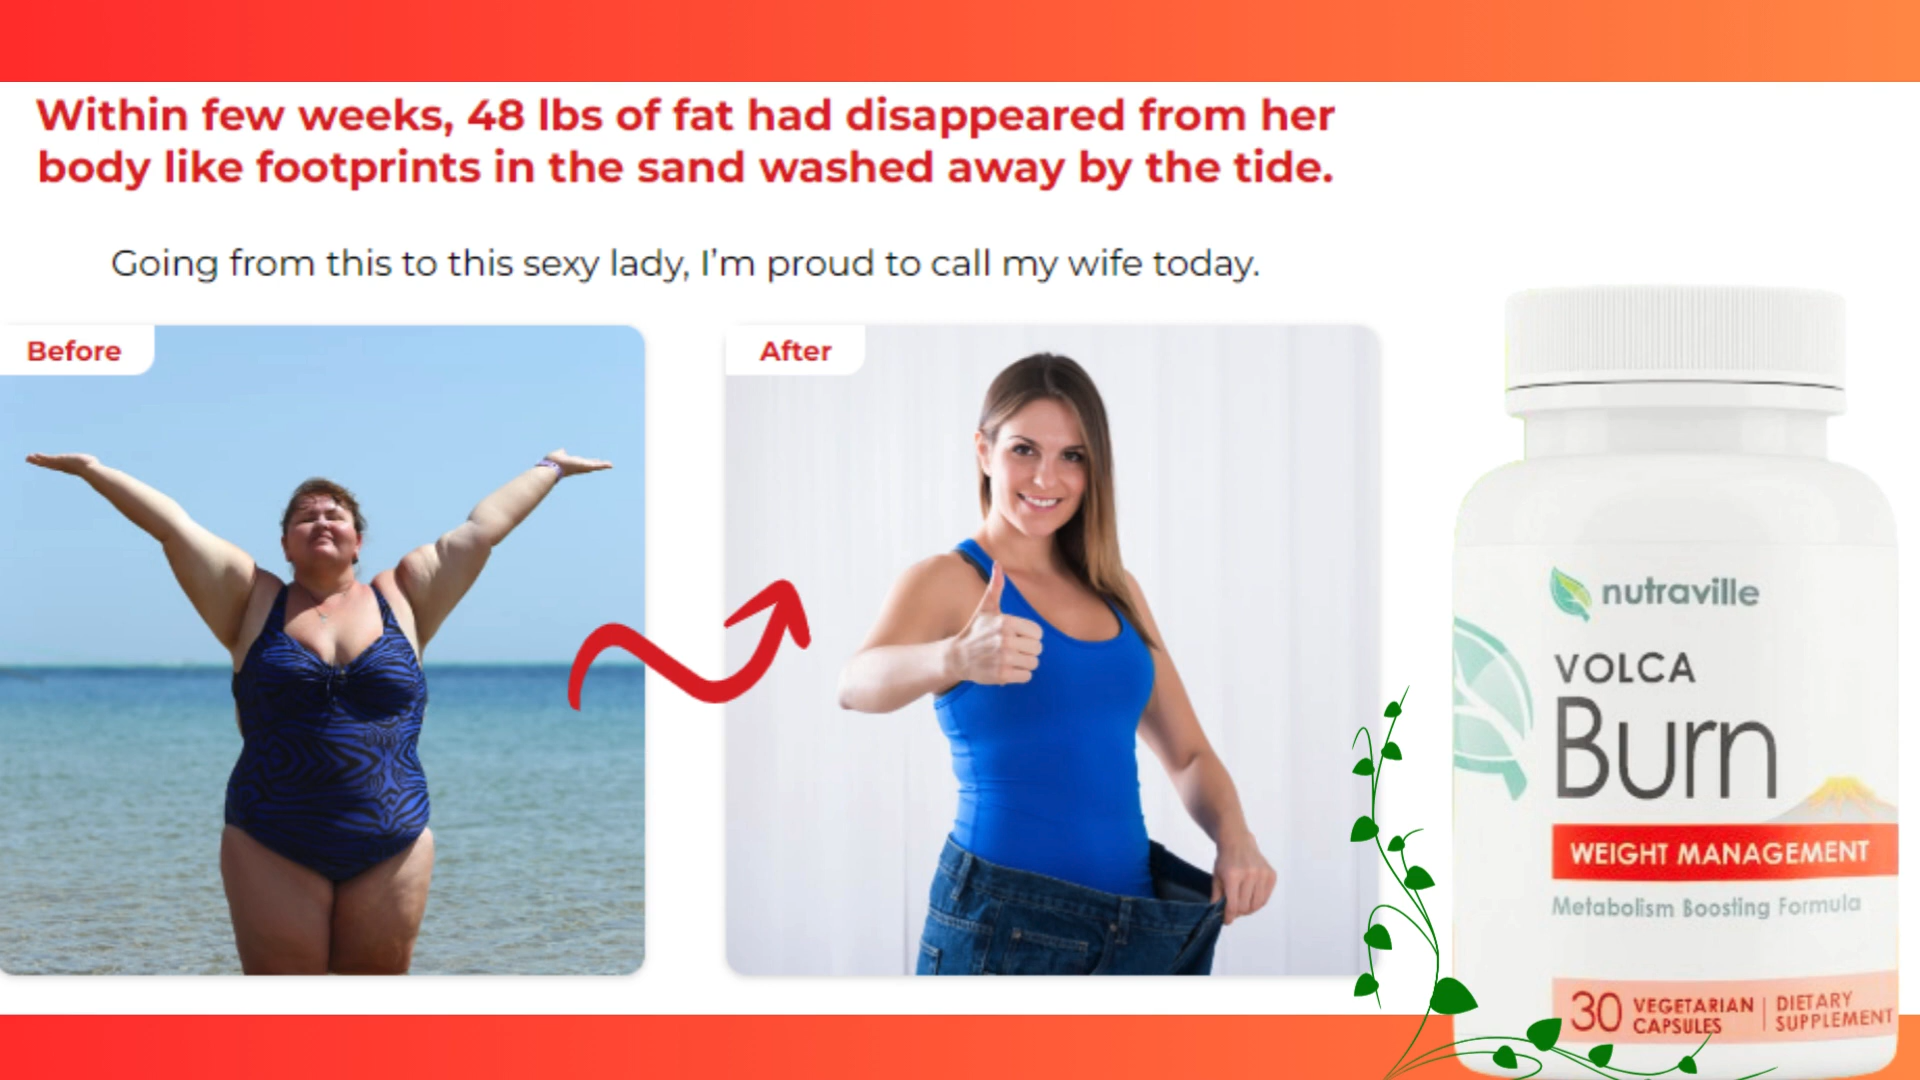 Within few weeks, 48 lbs of fat had disappeared from her
body like footprints in the sand washed away by the tide.
Going from this to this sexy lady, I’m proud to call my wife today.
Before
After
nutraville
VOLCA
Burn
WEIGHT MANAGEMENT
Metabolism Boosting Formula
30 VEGETARIAN CAPSULES | DIETARY SUPPLEMENT